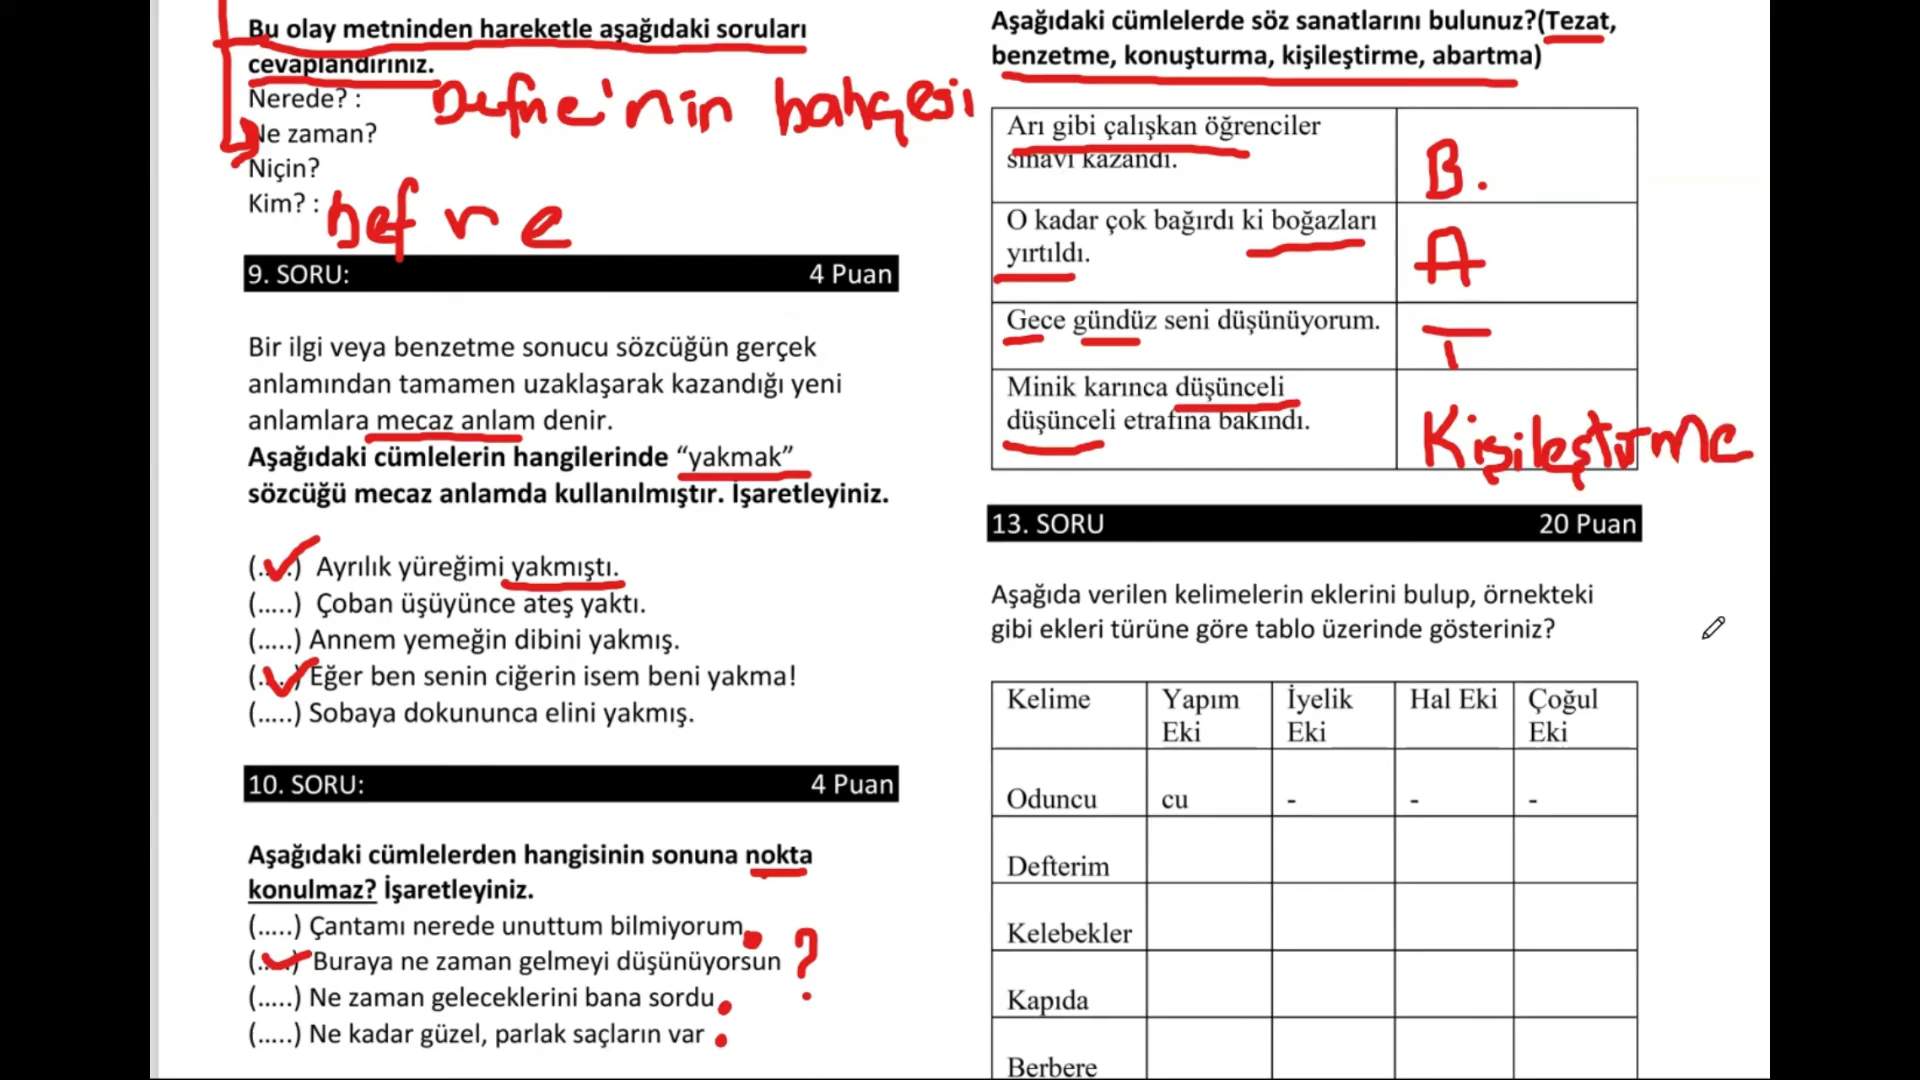 Bu olay metninden hareketle aşağıdaki soruları
cevaplandırınız.
Nerede? : Defne'nin bahçesi
Ne zaman?
Niçin?
Kim? : Defne
9. SORU: 4 Puan
Bir ilgi veya benzetme sonucu sözcüğün gerçek
anlamından tamamen uzaklaşarak kazandığı yeni
anlamlara mecaz anlam denir.
Aşağıdaki cümlelerin hangilerinde “yakmak”
sözcüğü mecaz anlamda kullanılmıştır. İşaretleyiniz.
(.....) Ayrılık yüreğimi yakmıştı.
(.....) Çoban üşüyünce ateş yaktı.
(.....) Annem yemeğin dibini yakmış.
(.....) Eğer ben senin ciğerin isem beni yakma!
(.....) Sobaya dokununca elini yakmış.
10. SORU: 4 Puan
Aşağıdaki cümlelerden hangisinin sonuna nokta
konulmaz? İşaretleyiniz.
(.....) Çantamı nerede unuttum bilmiyorum.
(.....) Buraya ne zaman gelmeyi düşünüyorsun ?
(.....) Ne zaman geleceklerini bana sordu .
(.....) Ne kadar güzel, parlak saçların var .
Aşağıdaki cümlelerde söz sanatlarını bulunuz?(Tezat,
benzetme, konuşturma, kişileştirme, abartma)
Arı gibi çalışkan öğrenciler
sınavı kazandı. B.
O kadar çok bağırdı ki boğazları
yırtıldı. A
Gece gündüz seni düşünüyorum. T
Minik karınca düşünceli
düşünceli etrafına bakındı. Kişileştirme
13. SORU 20 Puan
Aşağıda verilen kelimelerin eklerini bulup, örnekteki
gibi ekleri türüne göre tablo üzerinde gösteriniz?
Kelime Yapım Eki İyelik Eki Hal Eki Çoğul Eki
Oduncu cu - - -
Defterim
Kelebekler
Kapıda
Berbere